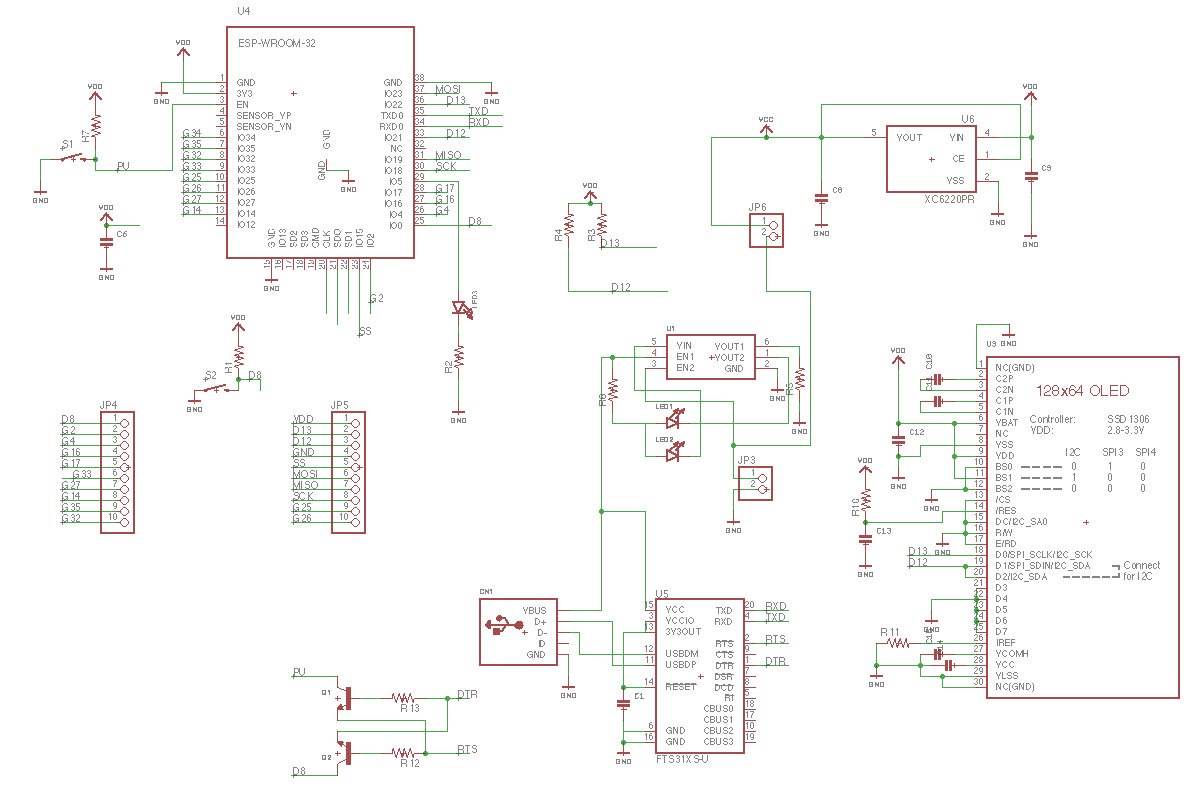 U4
ESP-WROOM-32
VDD
GND
1 GND
2 3V3
3 EN
4 SENSOR_VP
5 SENSOR_VN
G34 6 IO34
G35 7 IO35
G32 8 IO32
G33 9 IO33
G25 10 IO25
G26 11 IO26
G27 12 IO27
G14 13 IO14
14 IO12
GND 38
IO23 37 MOSI
IO22 36 D13
TXD0 35 TXD
RXD0 34 RXD
IO21 33 D12
NC 32
IO19 31 MISO
IO18 30 SCK
IO5 29
IO17 28 G17
IO16 27 G16
IO4 26 G4
IO0 25 D8
GND
GND
GND
GND
GND IO13 SD2 SD3 CMD CLK SD0 SD1 IO15 IO2
15 16 17 18 19 20 21 22 23 24
GND
G2
SS
VDD
R7
S1
PU
GND
VDD
C6
GND
VDD
R1
S2
D8
GND
LED3
R2
GND
JP4
D8 1
G2 2
G4 3
G16 4
G17 5
G33 6
G27 7
G14 8
G35 9
G32 10
JP5
VDD 1
D13 2
D12 3
GND 4
SS 5
MOSI 6
MISO 7
SCK 8
G25 9
G26 10
VDD
R4
R3
D13
D12
VCC
JP6
1
2
C8
GND
U6
5 VOUT
VIN 4
CE 1
VSS 2
XC6220PR
GND
VDD
C9
GND
U1
5 VIN
4 EN1
3 EN2
VOUT1 6
VOUT2 1
GND 2
GND
R5
GND
R6
LED1
LED2
JP3
1
2
GND
CN1
VBUS
D+
D-
ID
GND
GND
U5
15 VCC
3 VCCIO
13 3V3OUT
12 USBDM
11 USBDP
14 RESET
6 GND
16 GND
TXD 20 RXD
RXD 4 TXD
RTS 2 RTS
CTS 9
DTR 1 DTR
DSR 7
DCD 8
RI 5
CBUS0 18
CBUS1 17
CBUS2 10
CBUS3 19
FT231XS-U
C1
GND
PU
Q1
R13
DTR
Q2
R12
RTS
D8
U3
GND
128x64 OLED
Controller: SSD1306
VDD: 2.8-3.3V
I2C SPI3 SPI4
BS0 0 1 0
BS1 1 0 0
BS2 0 0 0
1 NC(GND)
2 C2P
3 C2N
4 C1P
5 C1N
6 VBAT
7 NC
8 VSS
9 VDD
10
11
12
13 /CS
14 /RES
15 DC/I2C_SA0
16 R/W
17 E/RD
D13 18 D0/SPI_SCLK/I2C_SCK
D12 19 D1/SPI_SDIN/I2C_SDA
20 D2/I2C_SDA
Connect
for I2C
21 D3
22 D4
23 D5
24 D6
25 D7
26 IREF
27 VCOMH
28 VCC
29 VLSS
30 NC(GND)
VDD
C10
C12
GND
GND
VDD
R10
C13
GND
GND
GND
R11
GND